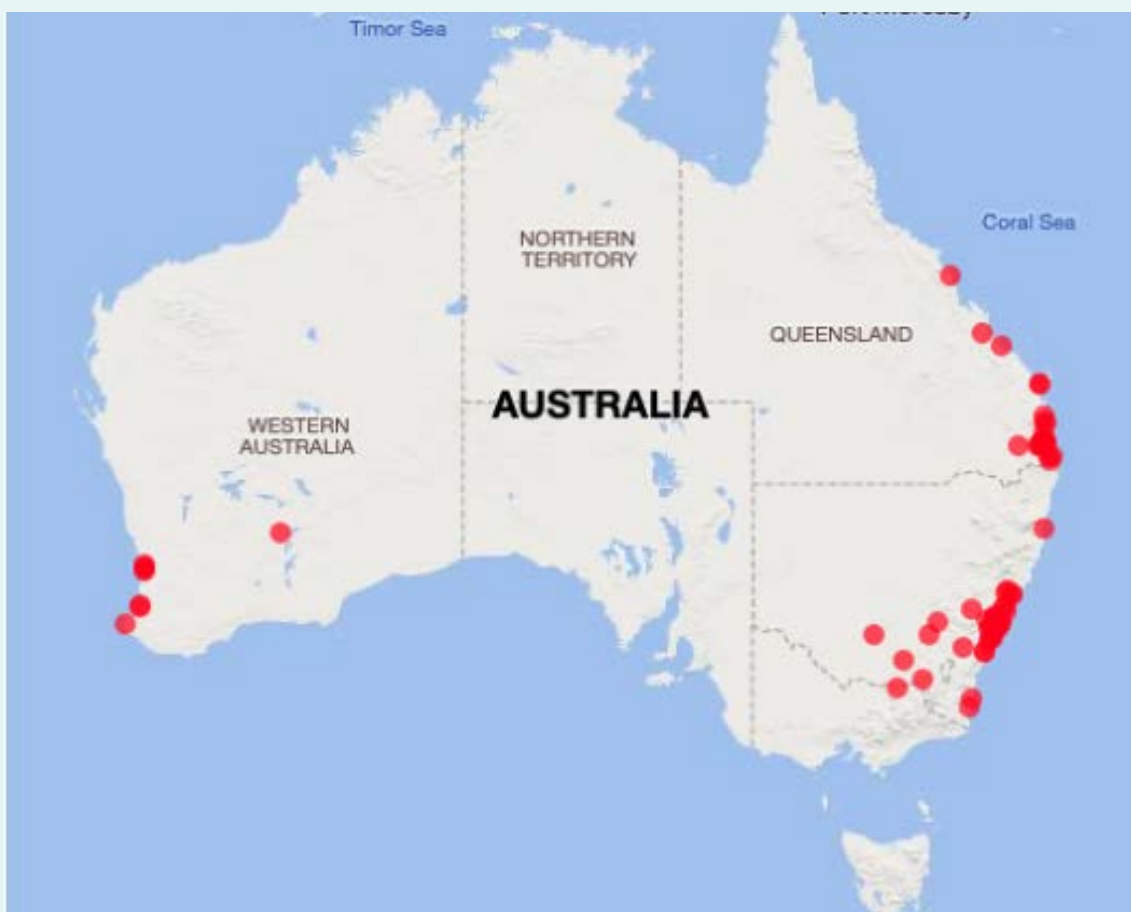 Timor Sea
Coral Sea
NORTHERN
TERRITORY
QUEENSLAND
AUSTRALIA
WESTERN
AUSTRALIA